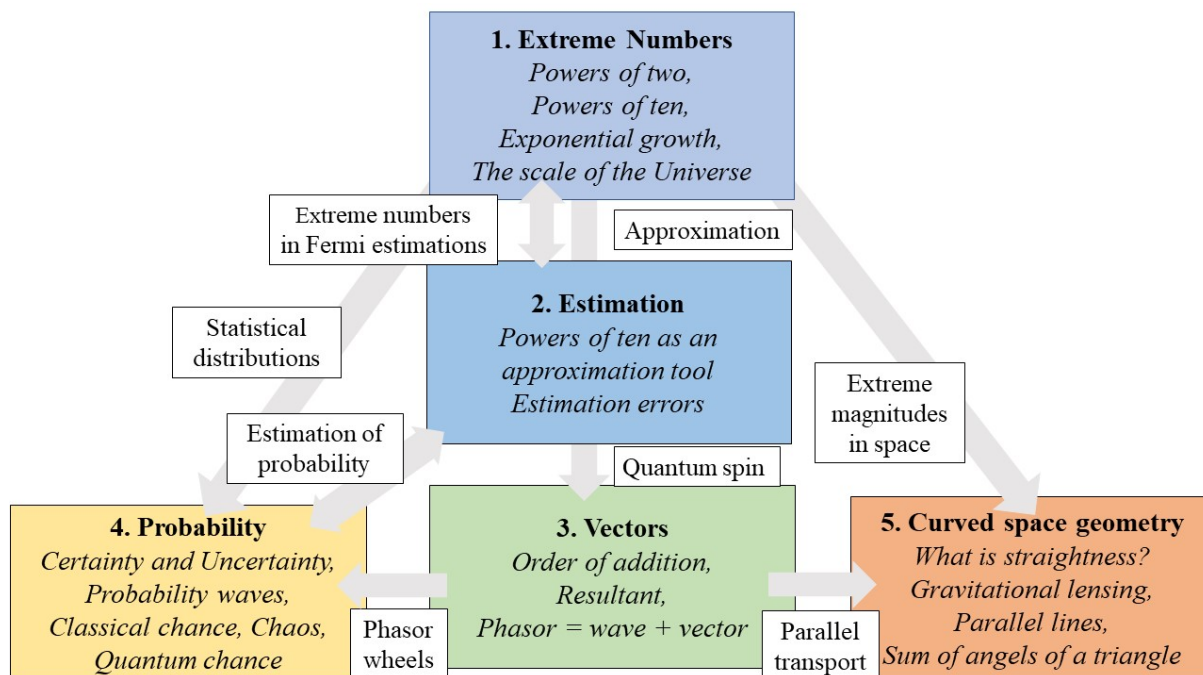 1. Extreme Numbers
Powers of two,
Powers of ten,
Exponential growth,
The scale of the Universe
Extreme numbers
in Fermi estimations
Approximation
2. Estimation
Powers of ten as an
approximation tool
Estimation errors
Statistical
distributions
Extreme
magnitudes
in space
Estimation of
probability
Quantum spin
4. Probability
Certainty and Uncertainty,
Probability waves,
Classical chance, Chaos,
Quantum chance
Phasor
wheels
3. Vectors
Order of addition,
Resultant,
Phasor = wave + vector
Parallel
transport
5. Curved space geometry
What is straightness?
Gravitational lensing,
Parallel lines,
Sum of angels of a triangle